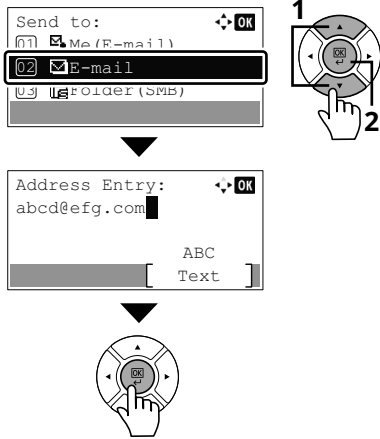 Send to: OK
01 Me(E-mail)
02 E-mail
03 Folder(SMB)
1
OK
2
Address Entry: OK
abcd@efg.com
ABC
[ Text ]
OK